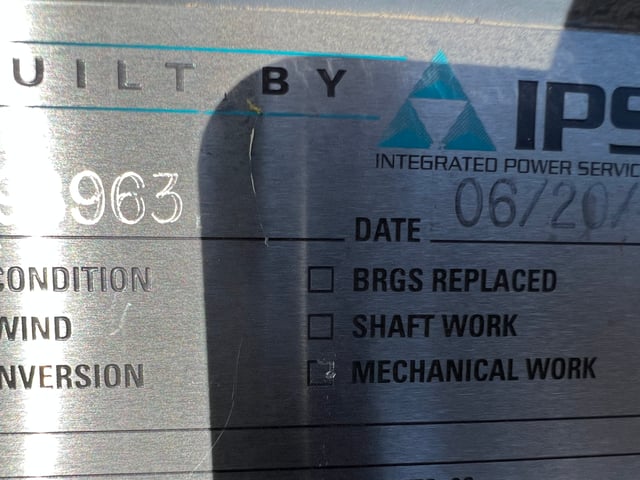 UILT BY
IPS
INTEGRATED POWER SERVIC
963
DATE 06/20/
CONDITION
BRGS REPLACED
WIND
SHAFT WORK
NVERSION
MECHANICAL WORK